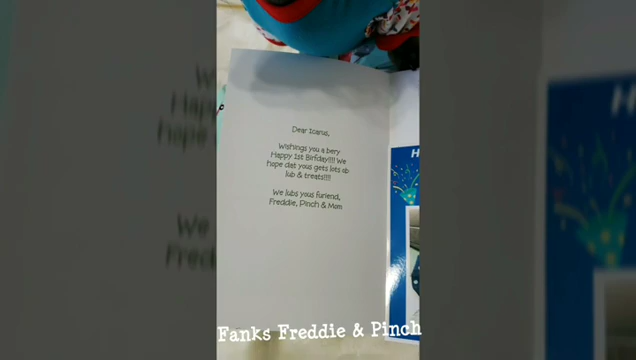 Dear Icarus,
Wishings you a bery
Happy 1st Birfday!!!! We
hope dat yous gets lots ob
lub & treats!!!!
We lubs yous furiend,
Freddie, Pinch & Mom
Fanks Freddie & Pinch